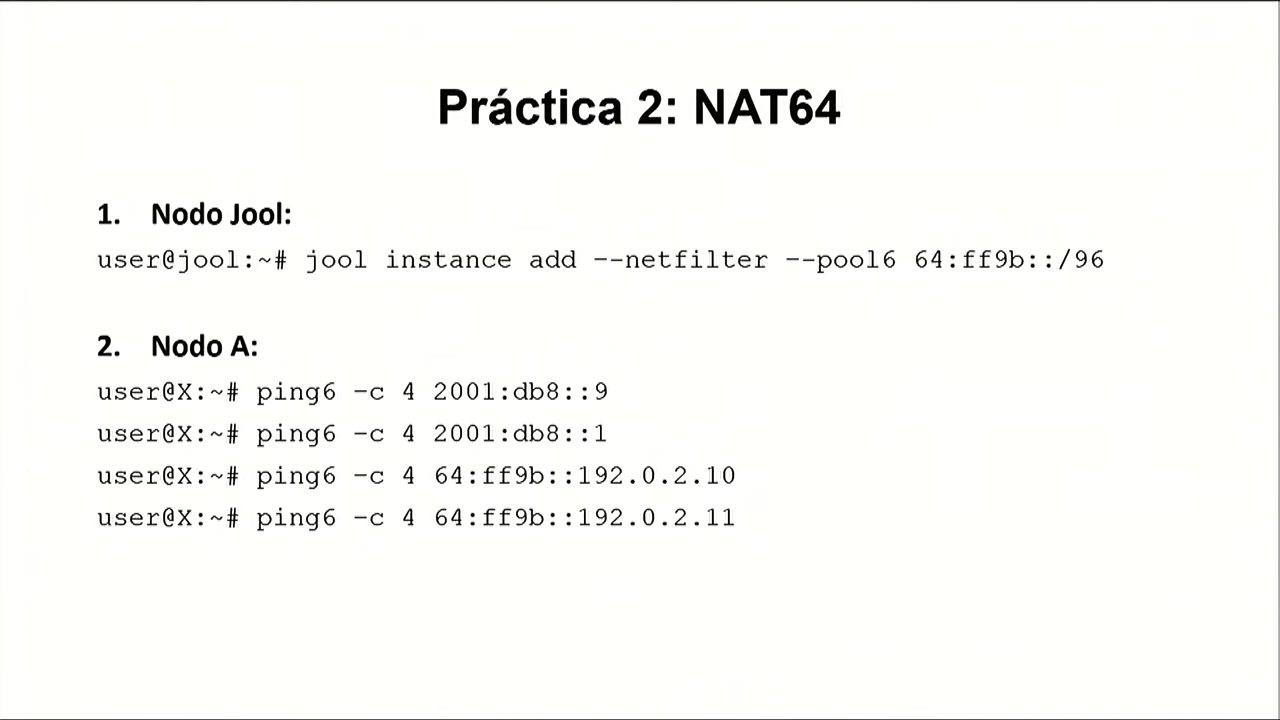 Práctica 2: NAT64
1. Nodo Jool:
user@jool:~# jool instance add --netfilter --pool6 64:ff9b::/96
2. Nodo A:
user@X:~# ping6 -c 4 2001:db8::9
user@X:~# ping6 -c 4 2001:db8::1
user@X:~# ping6 -c 4 64:ff9b::192.0.2.10
user@X:~# ping6 -c 4 64:ff9b::192.0.2.11